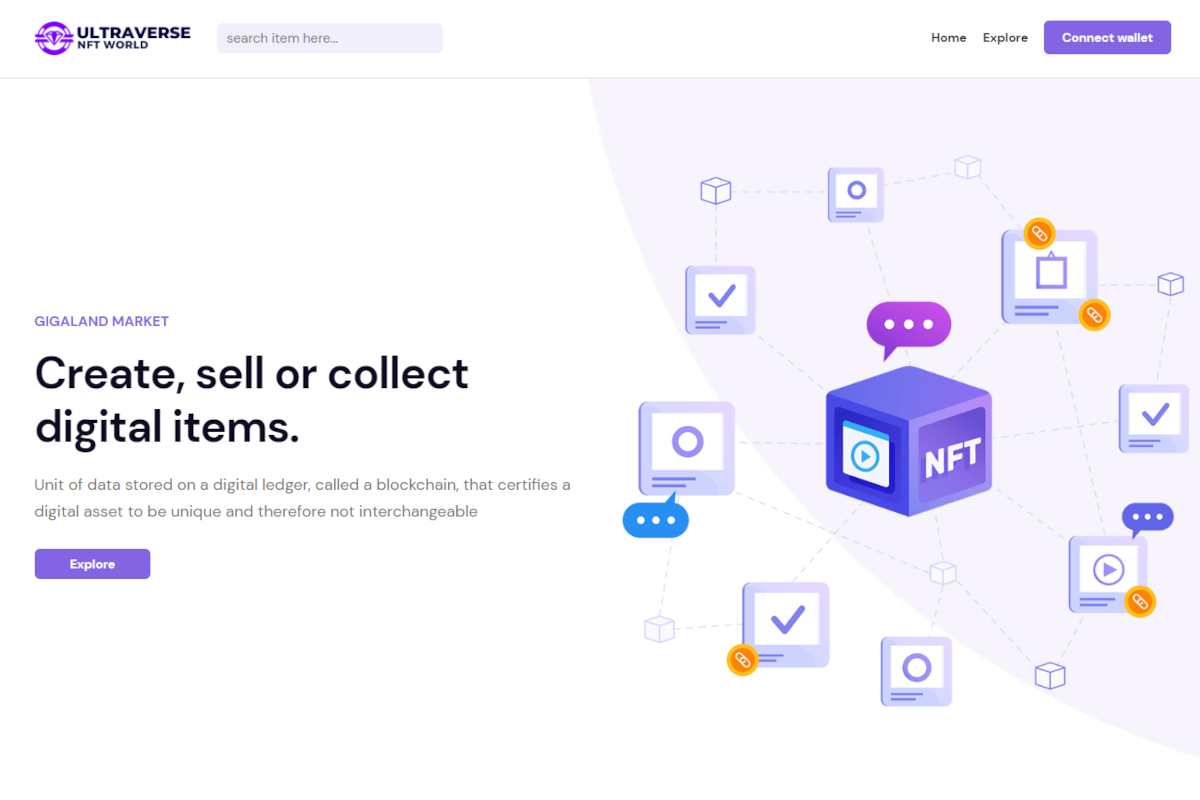 ULTRAVERSE
NFT WORLD
search item here...
Home
Explore
Connect wallet
GIGALAND MARKET
Create, sell or collect
digital items.
Unit of data stored on a digital ledger, called a blockchain, that certifies a
digital asset to be unique and therefore not interchangeable
Explore
NFT